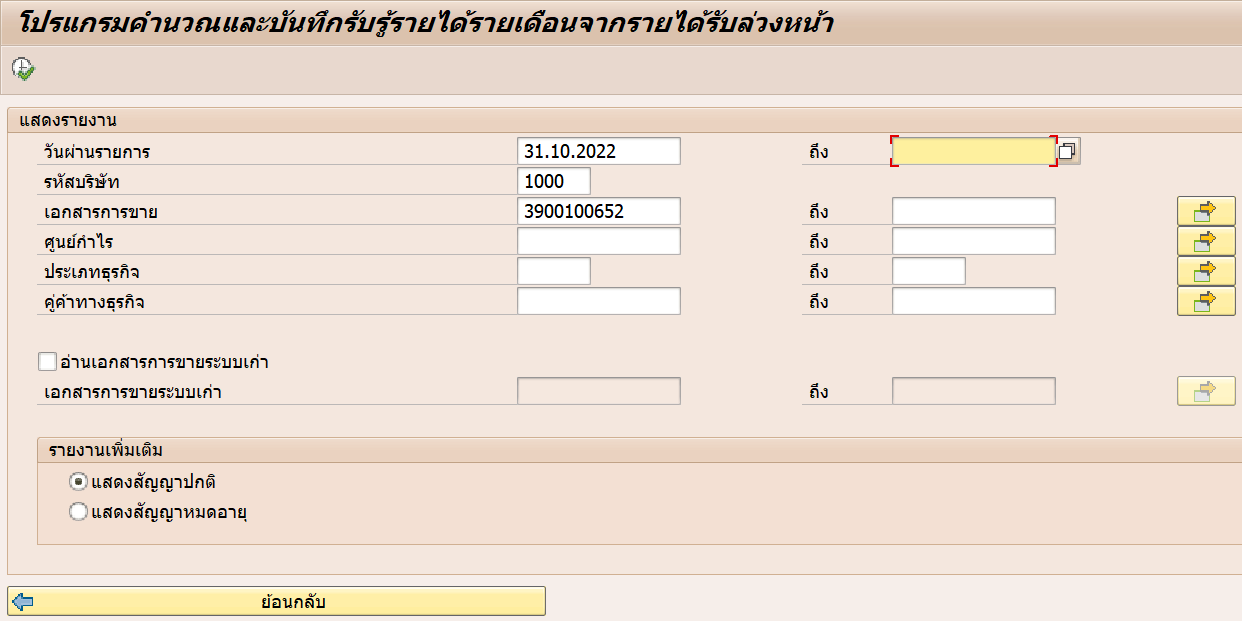 โปรแกรมคำนวณและบันทึกรับรู้รายได้รายเดือนจากรายได้รับล่วงหน้า
แสดงรายงาน
วันผ่านรายการ 31.10.2022 ถึง
รหัสบริษัท 1000
เอกสารการขาย 3900100652 ถึง
ศูนย์กำไร ถึง
ประเภทธุรกิจ ถึง
คู่ค้าทางธุรกิจ ถึง
อ่านเอกสารการขายระบบเก่า
เอกสารการขายระบบเก่า ถึง
รายงานเพิ่มเติม
แสดงสัญญาปกติ
แสดงสัญญาหมดอายุ
ย้อนกลับ